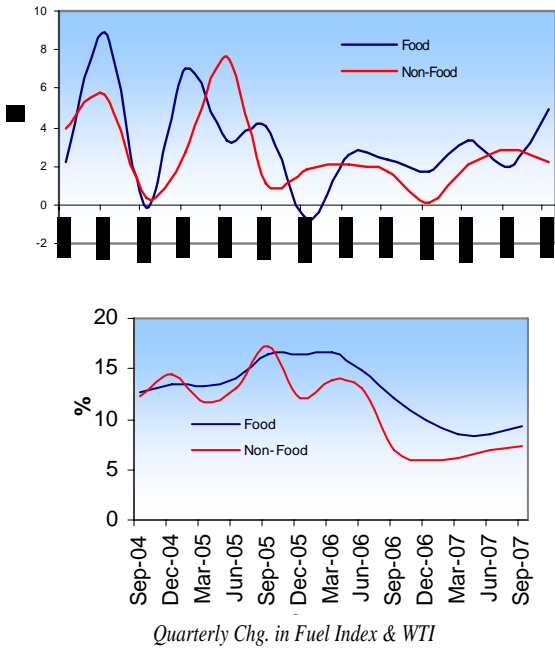 10
8
6
4
2
0
-2
Food
Non-Food
20
15
10
5
0
%
Food
Non- Food
Sep-04
Dec-04
Mar-05
Jun-05
Sep-05
Dec-05
Mar-06
Jun-06
Sep-06
Dec-06
Mar-07
Jun-07
Sep-07
Quarterly Chg. in Fuel Index & WTI